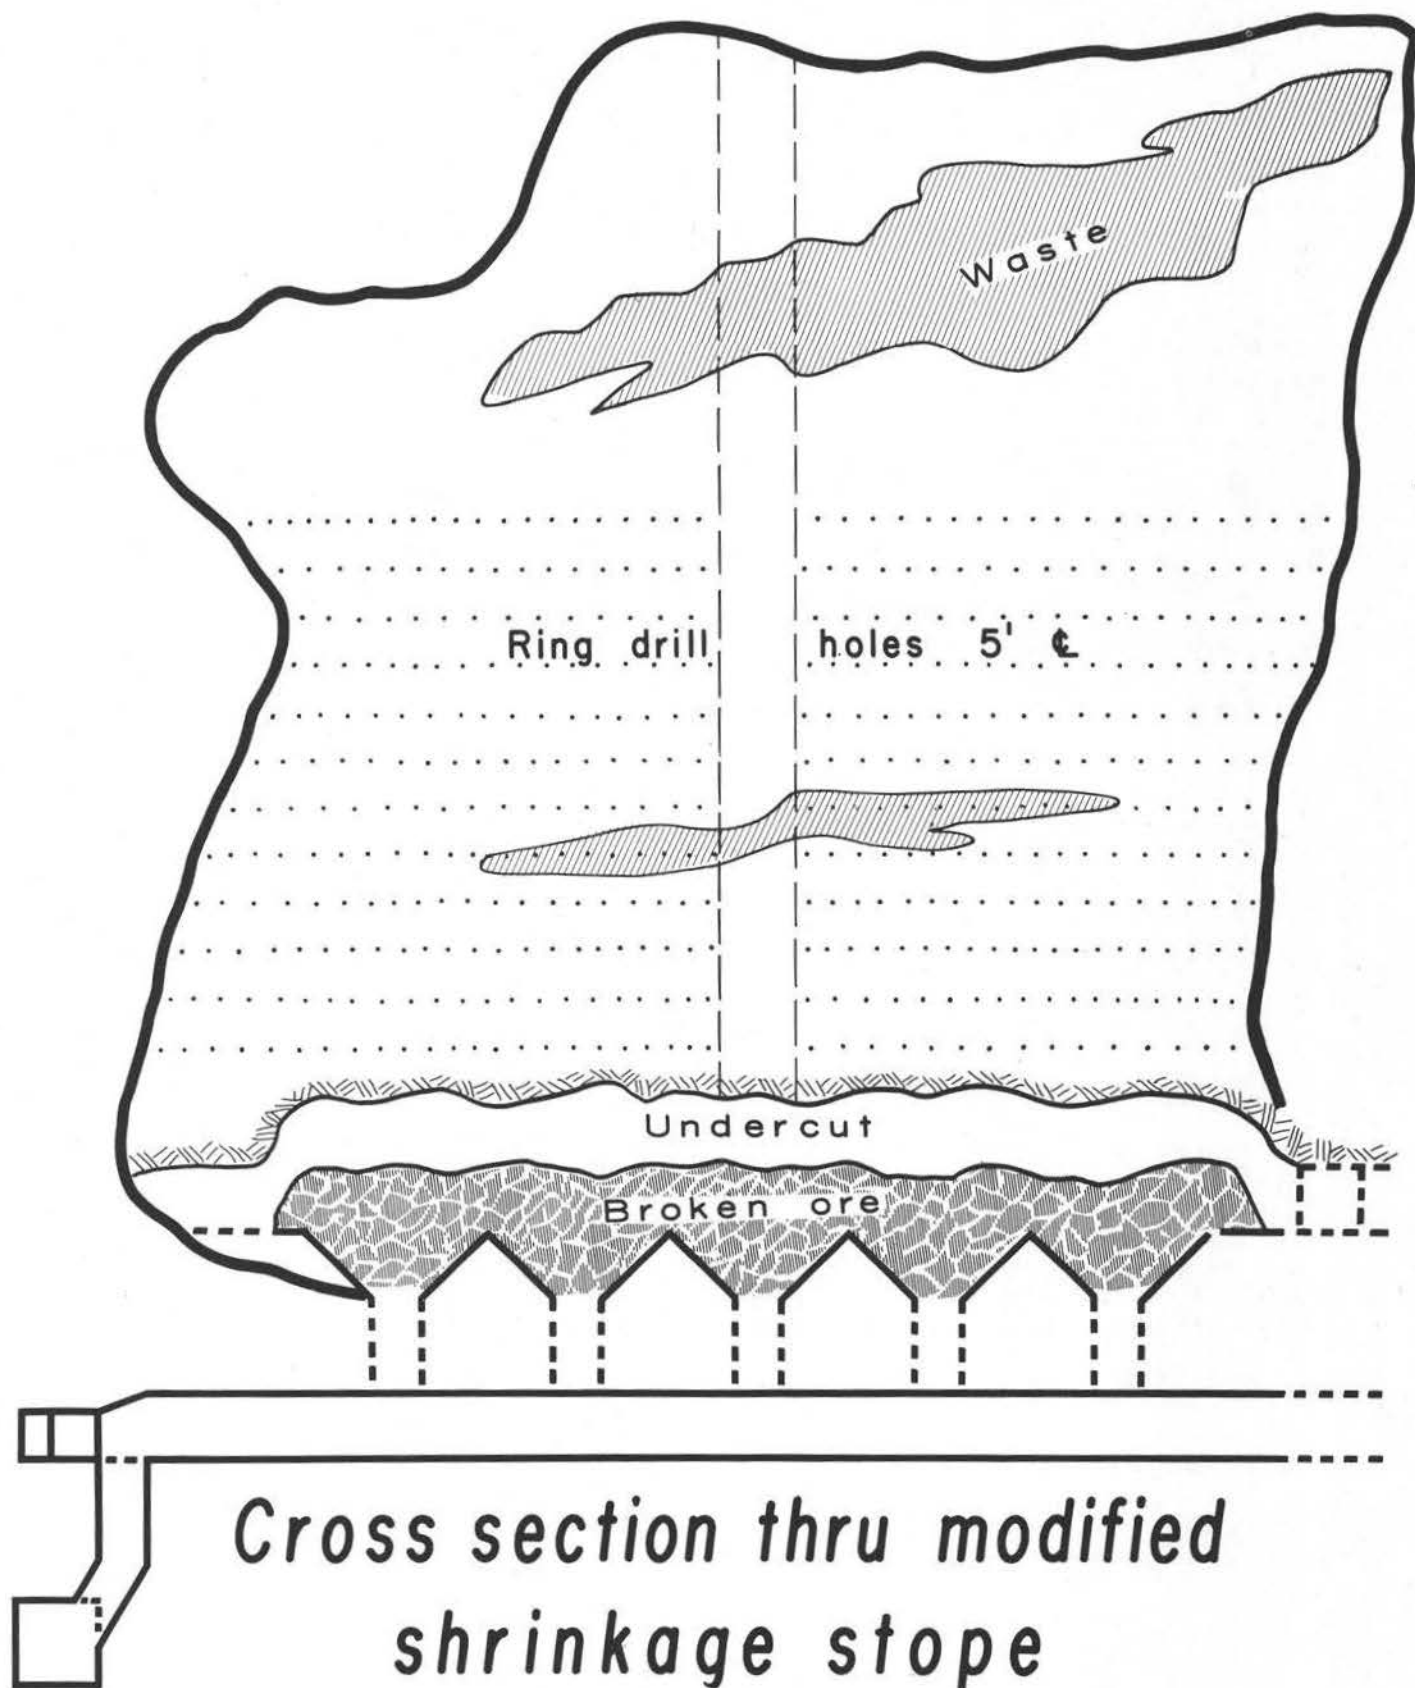 Waste
Ring drill holes 5' ℄
Undercut
Broken ore
Cross section thru modified
shrinkage stope